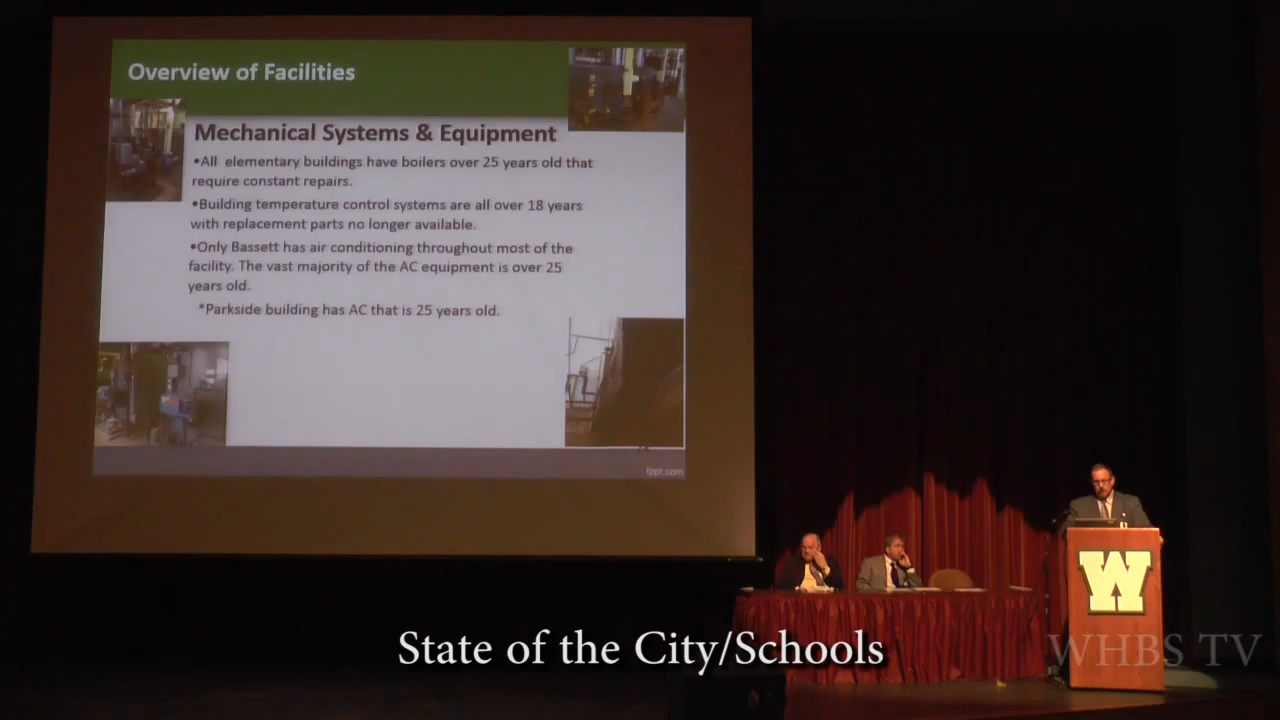 Overview of Facilities
Mechanical Systems & Equipment
•All elementary buildings have boilers over 25 years old that
require constant repairs.
•Building temperature control systems are all over 18 years
with replacement parts no longer available.
•Only Bassett has air conditioning throughout most of the
facility. The vast majority of the AC equipment is over 25
years old.
*Parkside building has AC that is 25 years old.
fppt.com
W
State of the City/Schools
WHBS TV